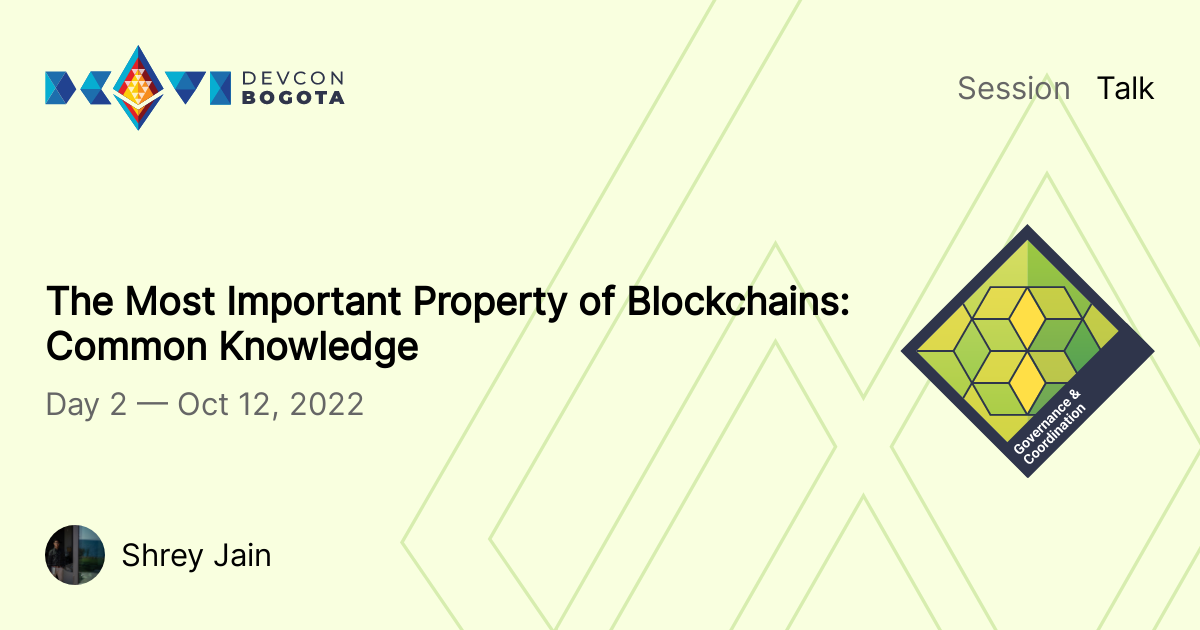 DEVCON
BOGOTA
Session Talk
The Most Important Property of Blockchains:
Common Knowledge
Day 2 — Oct 12, 2022
Governance &
Coordination
Shrey Jain